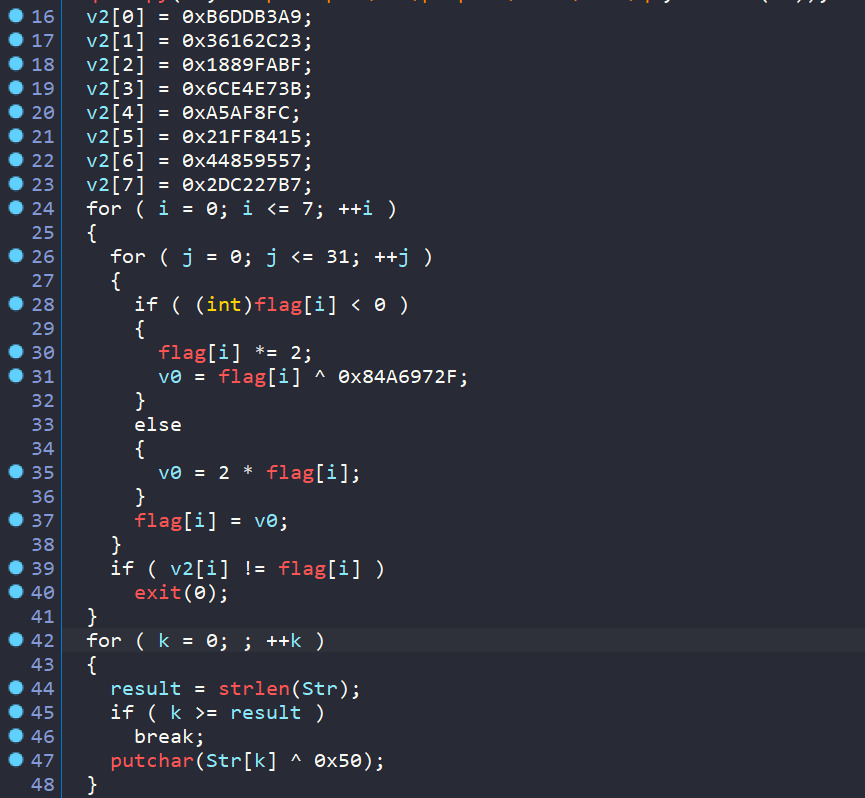 16 v2[0] = 0xB6DDB3A9;
17 v2[1] = 0x36162C23;
18 v2[2] = 0x1889FABF;
19 v2[3] = 0x6CE4E73B;
20 v2[4] = 0xA5AF8FC;
21 v2[5] = 0x21FF8415;
22 v2[6] = 0x44859557;
23 v2[7] = 0x2DC227B7;
24 for ( i = 0; i <= 7; ++i )
25 {
26 for ( j = 0; j <= 31; ++j )
27 {
28 if ( (int)flag[i] < 0 )
29 {
30 flag[i] *= 2;
31 v0 = flag[i] ^ 0x84A6972F;
32 }
33 else
34 {
35 v0 = 2 * flag[i];
36 }
37 flag[i] = v0;
38 }
39 if ( v2[i] != flag[i] )
40 exit(0);
41 }
42 for ( k = 0; ; ++k )
43 {
44 result = strlen(Str);
45 if ( k >= result )
46 break;
47 putchar(Str[k] ^ 0x50);
48 }